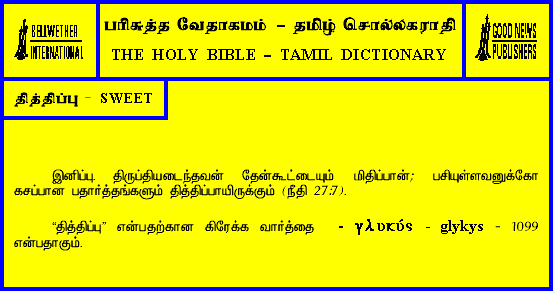 BELLWETHER
INTERNATIONAL
பரிசுத்த வேதாகமம் - தமிழ் சொல்லகராதி
THE HOLY BIBLE - TAMIL DICTIONARY
GOOD NEWS
PUBLISHERS
தித்திப்பு - SWEET
இனிப்பு. திருப்தியடைந்தவன் தேன்கூட்டையும் மிதிப்பான்; பசியுள்ளவனுக்கோ
கசப்பான பதார்த்தங்களும் தித்திப்பாயிருக்கும் (நீதி 27:7).
“தித்திப்பு” என்பதற்கான கிரேக்க வார்த்தை - γλυκύς - glykys - 1099
என்பதாகும்.